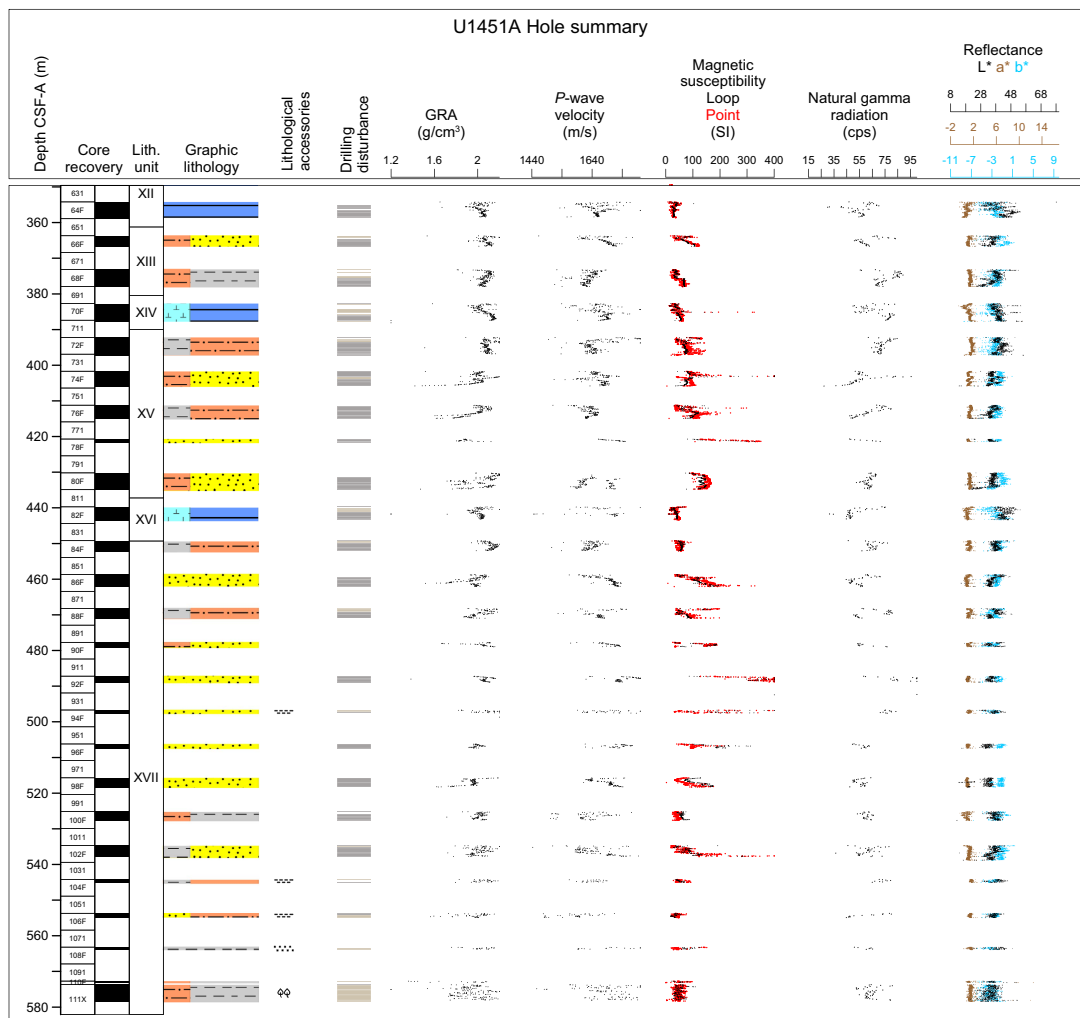 U1451A Hole summary
Depth CSF-A (m)
Core recovery
Lith. unit
Graphic lithology
Lithological accessories
Drilling disturbance
GRA (g/cm³)
1.2 1.6 2
P-wave velocity (m/s)
1440 1640
Magnetic susceptibility
Loop
Point
(SI)
0 100 200 300 400
Natural gamma radiation (cps)
15 35 55 75 95
Reflectance
L* a* b*
8 28 48 68
-2 2 6 10 14
-11 -7 -3 1 5 9
360
380
400
420
440
460
480
500
520
540
560
580
631
64F
651
66F
671
68F
691
70F
711
72F
731
74F
751
76F
771
78F
791
80F
811
82F
831
84F
851
86F
871
88F
891
90F
911
92F
931
94F
951
96F
971
98F
991
100F
1011
102F
1031
104F
1051
106F
1071
108F
1091
110F
111X
XII
XIII
XIV
XV
XVI
XVII